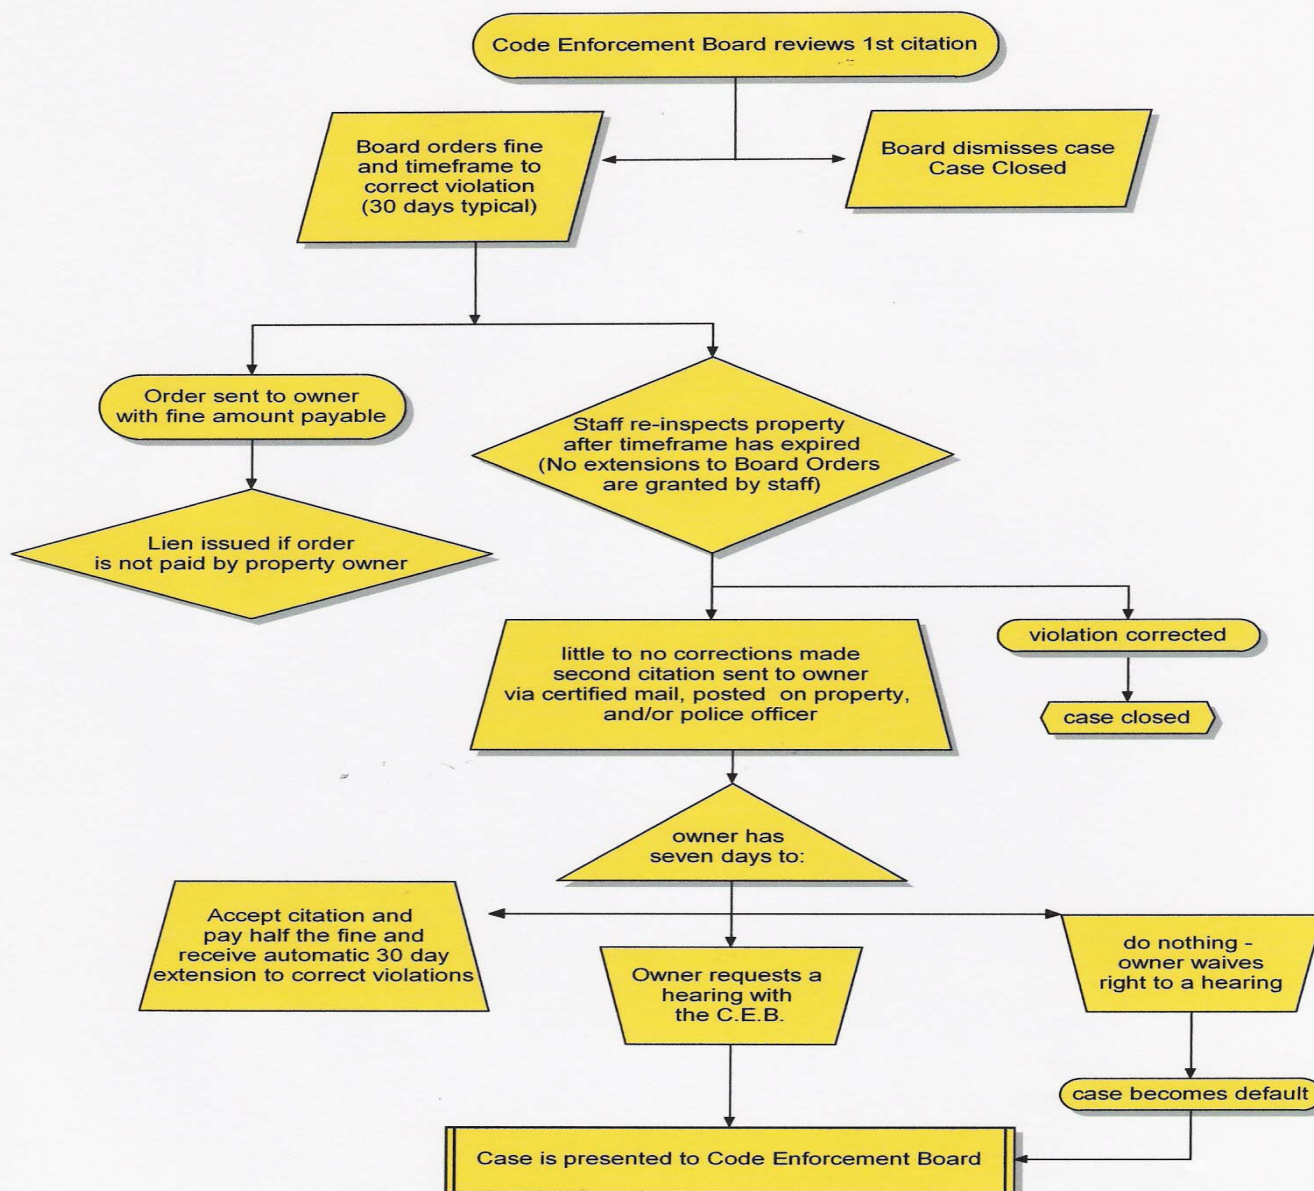 Code Enforcement Board reviews 1st citation
Board orders fine
and timeframe to
correct violation
(30 days typical)
Board dismisses case
Case Closed
Order sent to owner
with fine amount payable
Staff re-inspects property
after timeframe has expired
(No extensions to Board Orders
are granted by staff)
Lien issued if order
is not paid by property owner
little to no corrections made
second citation sent to owner
via certified mail, posted on property,
and/or police officer
violation corrected
case closed
owner has
seven days to:
Accept citation and
pay half the fine and
receive automatic 30 day
extension to correct violations
Owner requests a
hearing with
the C.E.B.
do nothing -
owner waives
right to a hearing
case becomes default
Case is presented to Code Enforcement Board